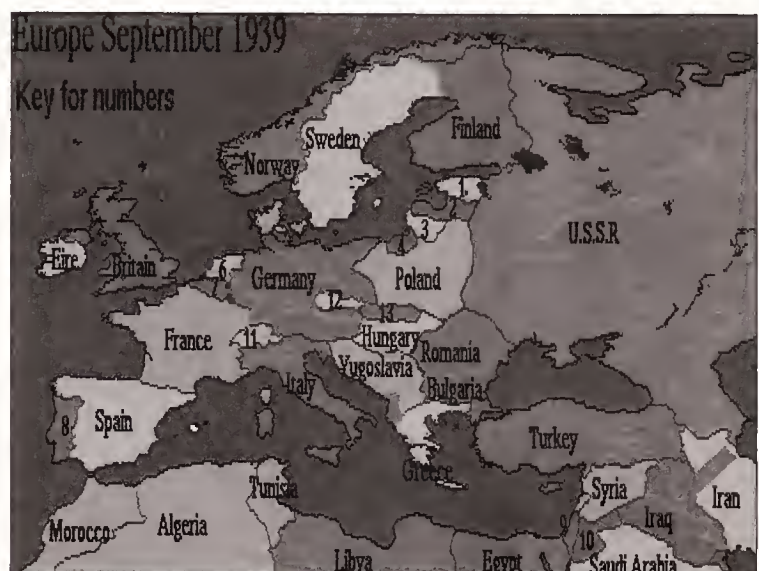 Europe September 1939
Key for numbers
Sweden
Finland
Norway
1
2
3
4
U.S.S.R
Eire
Britain
6
7
Germany
Poland
12
13
France
11
Hungary
Romania
Yugoslavia
Italy
Bulgaria
8
Spain
Turkey
Greece
Tunisia
Syria
Iran
Morocco
Algeria
Iraq
9
10
Libya
Egypt
Saudi Arabia